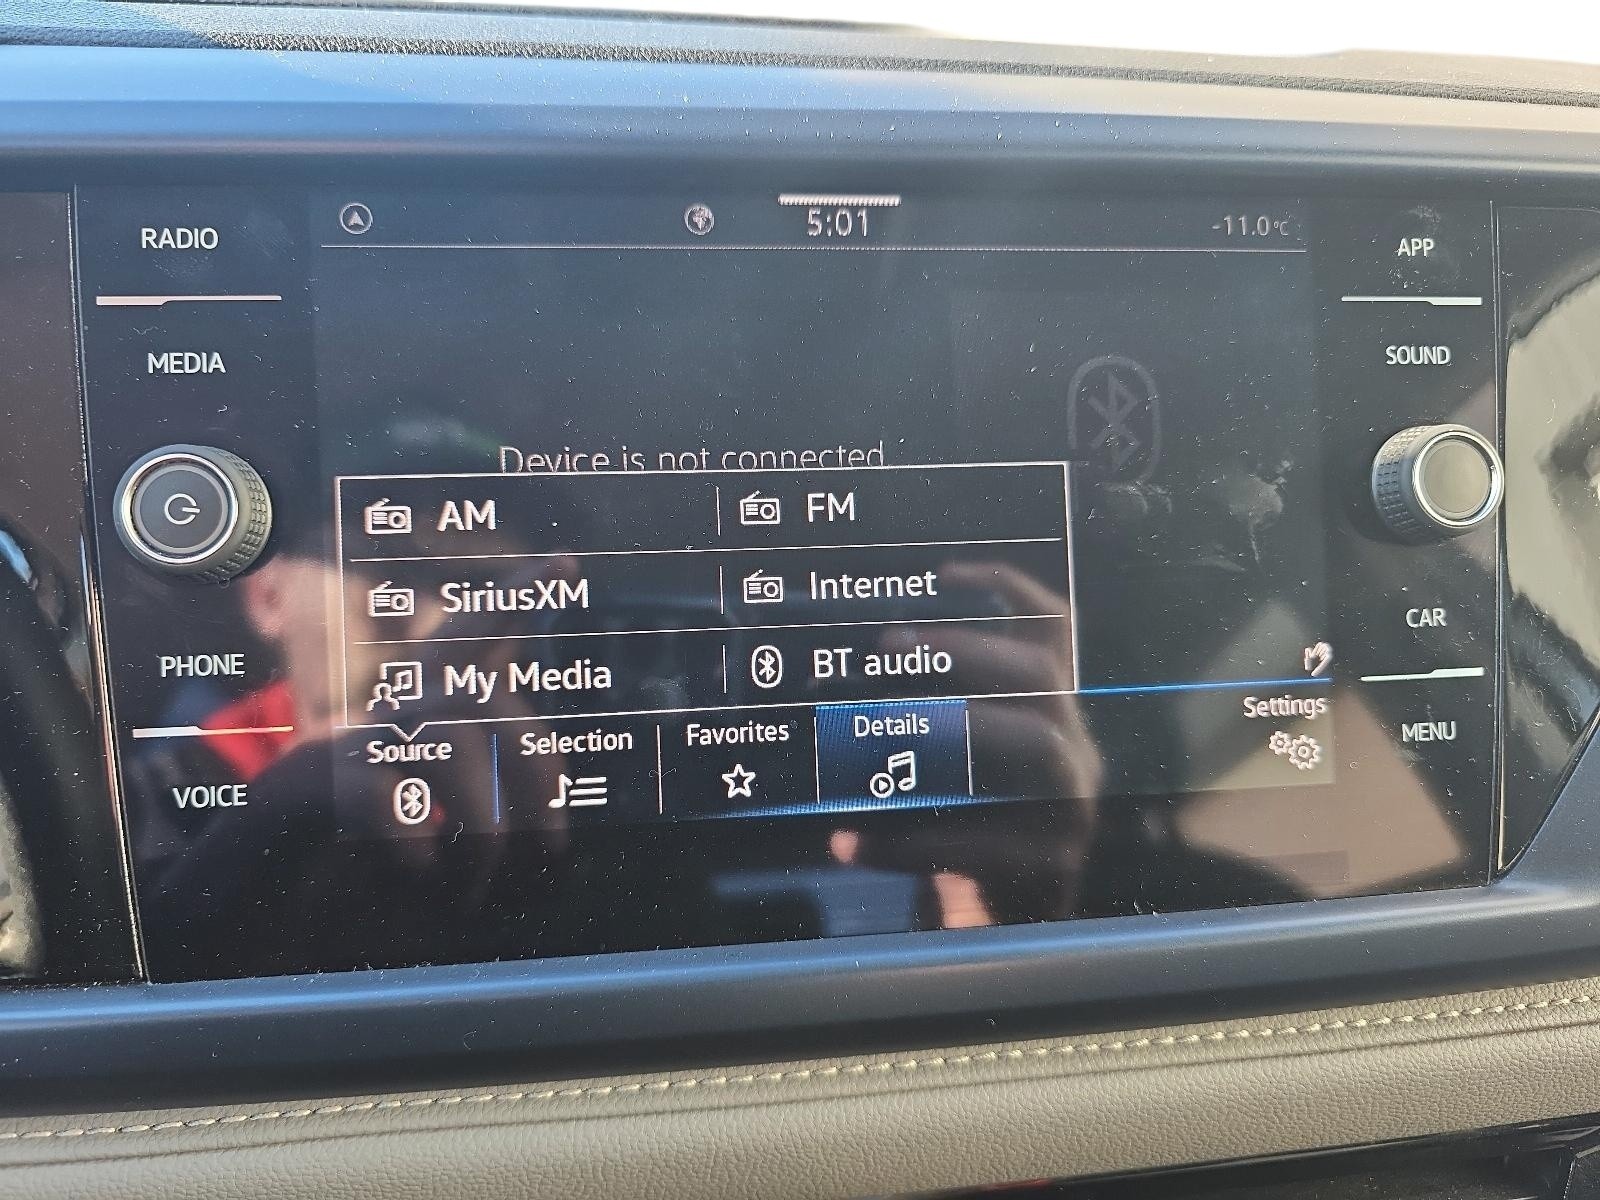 RADIO
MEDIA
PHONE
VOICE
5:01
-11.0°C
Device is not connected.
AM
FM
SiriusXM
Internet
My Media
BT audio
Source
Selection
Favorites
Details
Settings
APP
SOUND
CAR
MENU